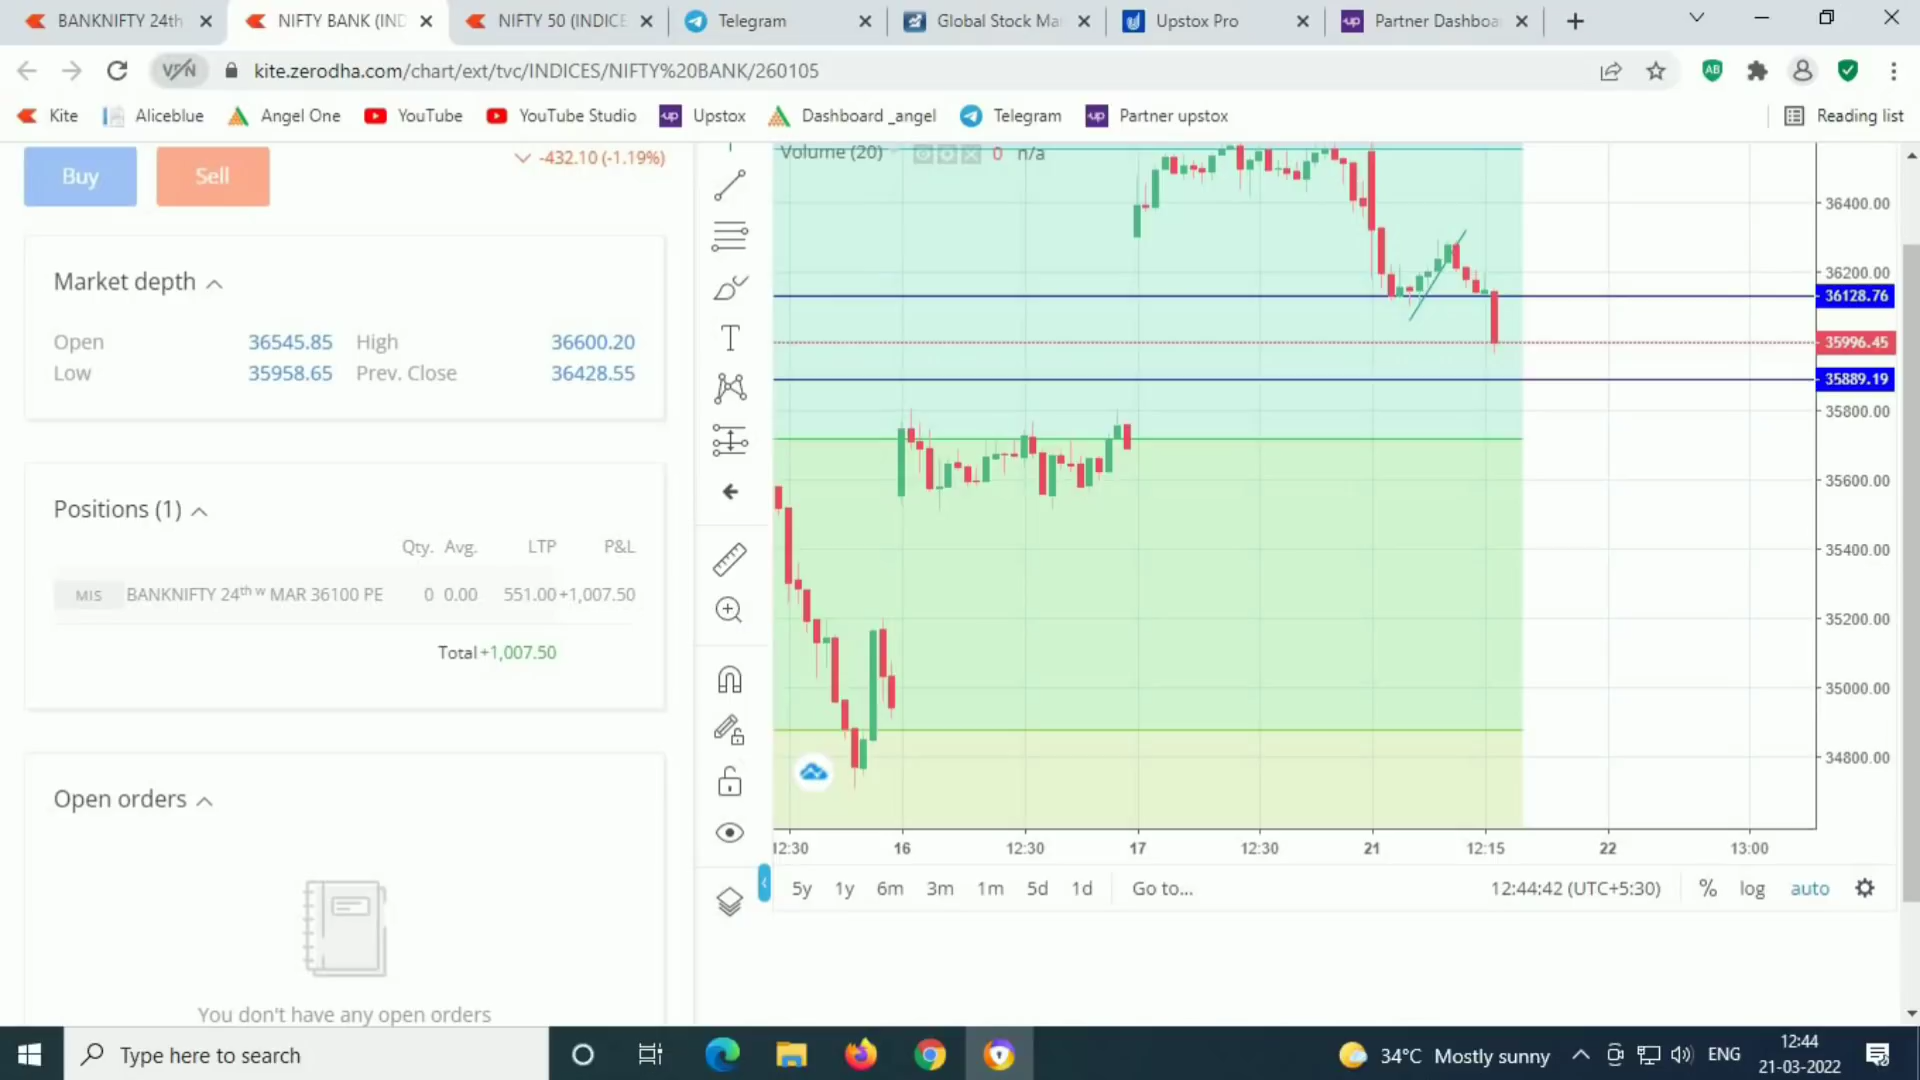 BANKNIFTY 24th
NIFTY BANK (IND
NIFTY 50 (INDICE
Telegram
Global Stock Ma
Upstox Pro
Partner Dashboa
VPN
kite.zerodha.com/chart/ext/tvc/INDICES/NIFTY%20BANK/260105
Kite
Aliceblue
Angel One
YouTube
YouTube Studio
Upstox
Dashboard _angel
Telegram
Partner upstox
Reading list
Buy
Sell
-432.10 (-1.19%)
Market depth
Open 36545.85 High 36600.20
Low 35958.65 Prev. Close 36428.55
Positions (1)
Qty. Avg. LTP P&L
MIS BANKNIFTY 24th w MAR 36100 PE 0 0.00 551.00 +1,007.50
Total +1,007.50
Open orders
You don't have any open orders
Volume (20) 0 n/a
36400.00
36200.00
36128.76
35996.45
35889.19
35800.00
35600.00
35400.00
35200.00
35000.00
34800.00
12:30 16 12:30 17 12:30 21 12:15 22 13:00
5y 1y 6m 3m 1m 5d 1d Go to... 12:44:42 (UTC+5:30) % log auto
Type here to search
34°C Mostly sunny
ENG
12:44
21-03-2022